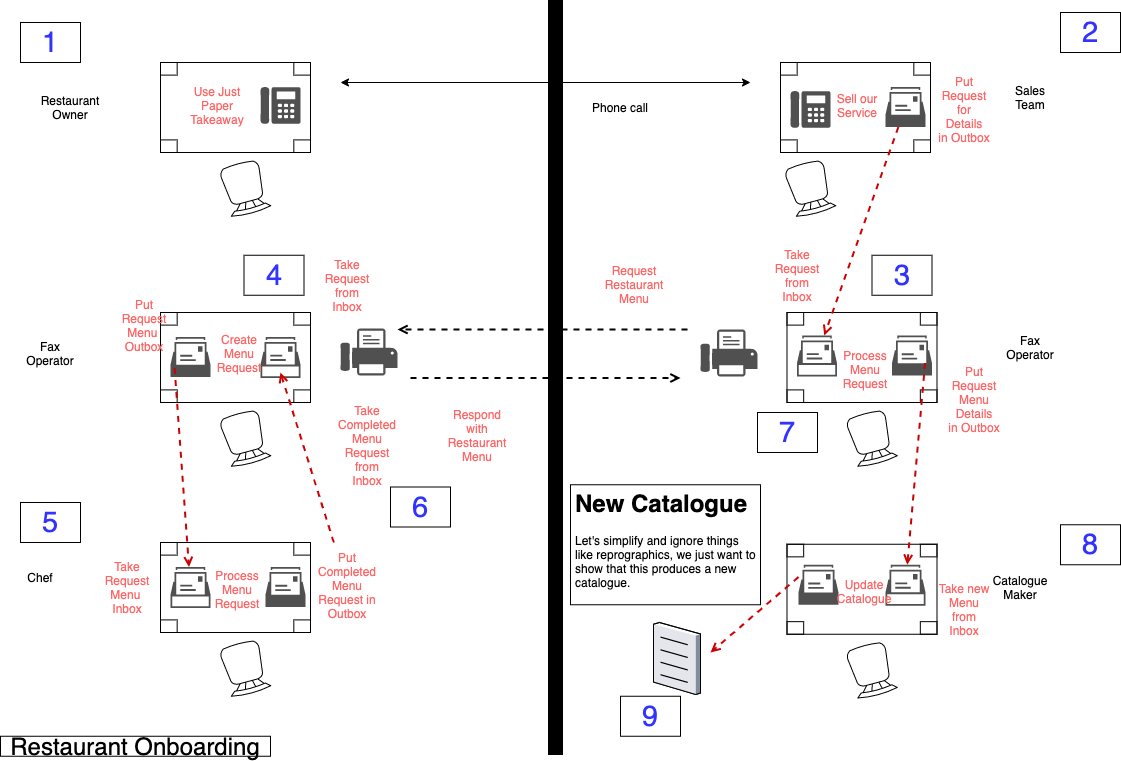 1
2
Restaurant
Owner
Use Just
Paper
Takeaway
Phone call
Sell our
Service
Put
Request
for
Details
in Outbox
Sales
Team
4
Take
Request
from
Inbox
Request
Restaurant
Menu
Take
Request
from
Inbox
3
Put
Request
Menu
Outbox
Fax
Operator
Create
Menu
Request
Process
Menu
Request
Fax
Operator
Put
Request
Menu
Details
in Outbox
Take
Completed
Menu
Request
from
Inbox
Respond
with
Restaurant
Menu
7
5
6
New Catalogue
Let's simplify and ignore things
like reprographics, we just want to
show that this produces a new
catalogue.
8
Chef
Take
Request
Menu
Inbox
Process
Menu
Request
Put
Completed
Menu
Request in
Outbox
Update
Catalogue
Take new
Menu
from
Inbox
Catalogue
Maker
9
Restaurant Onboarding